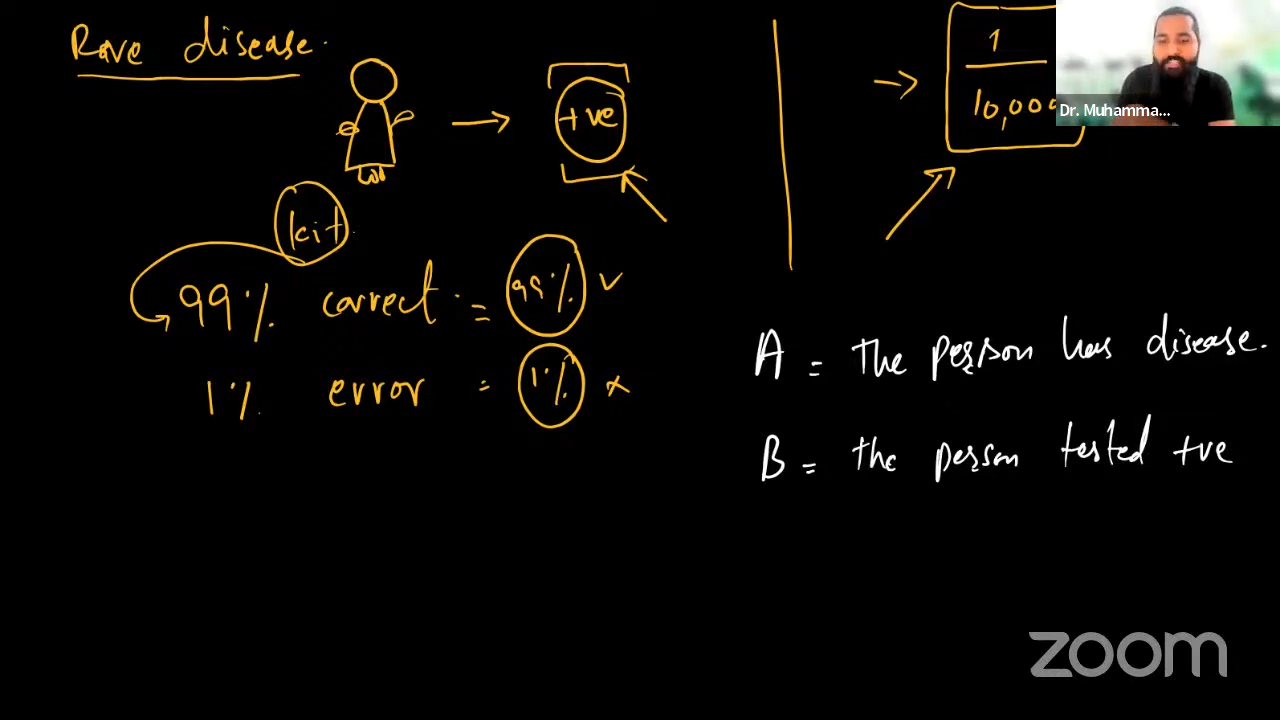 Rare disease.
+ve
1
10,000
Dr. Muhamma...
kit
99% correct = 99% ✓
1% error = 1% ×
A = the person has disease.
B = the person tested +ve
zoom